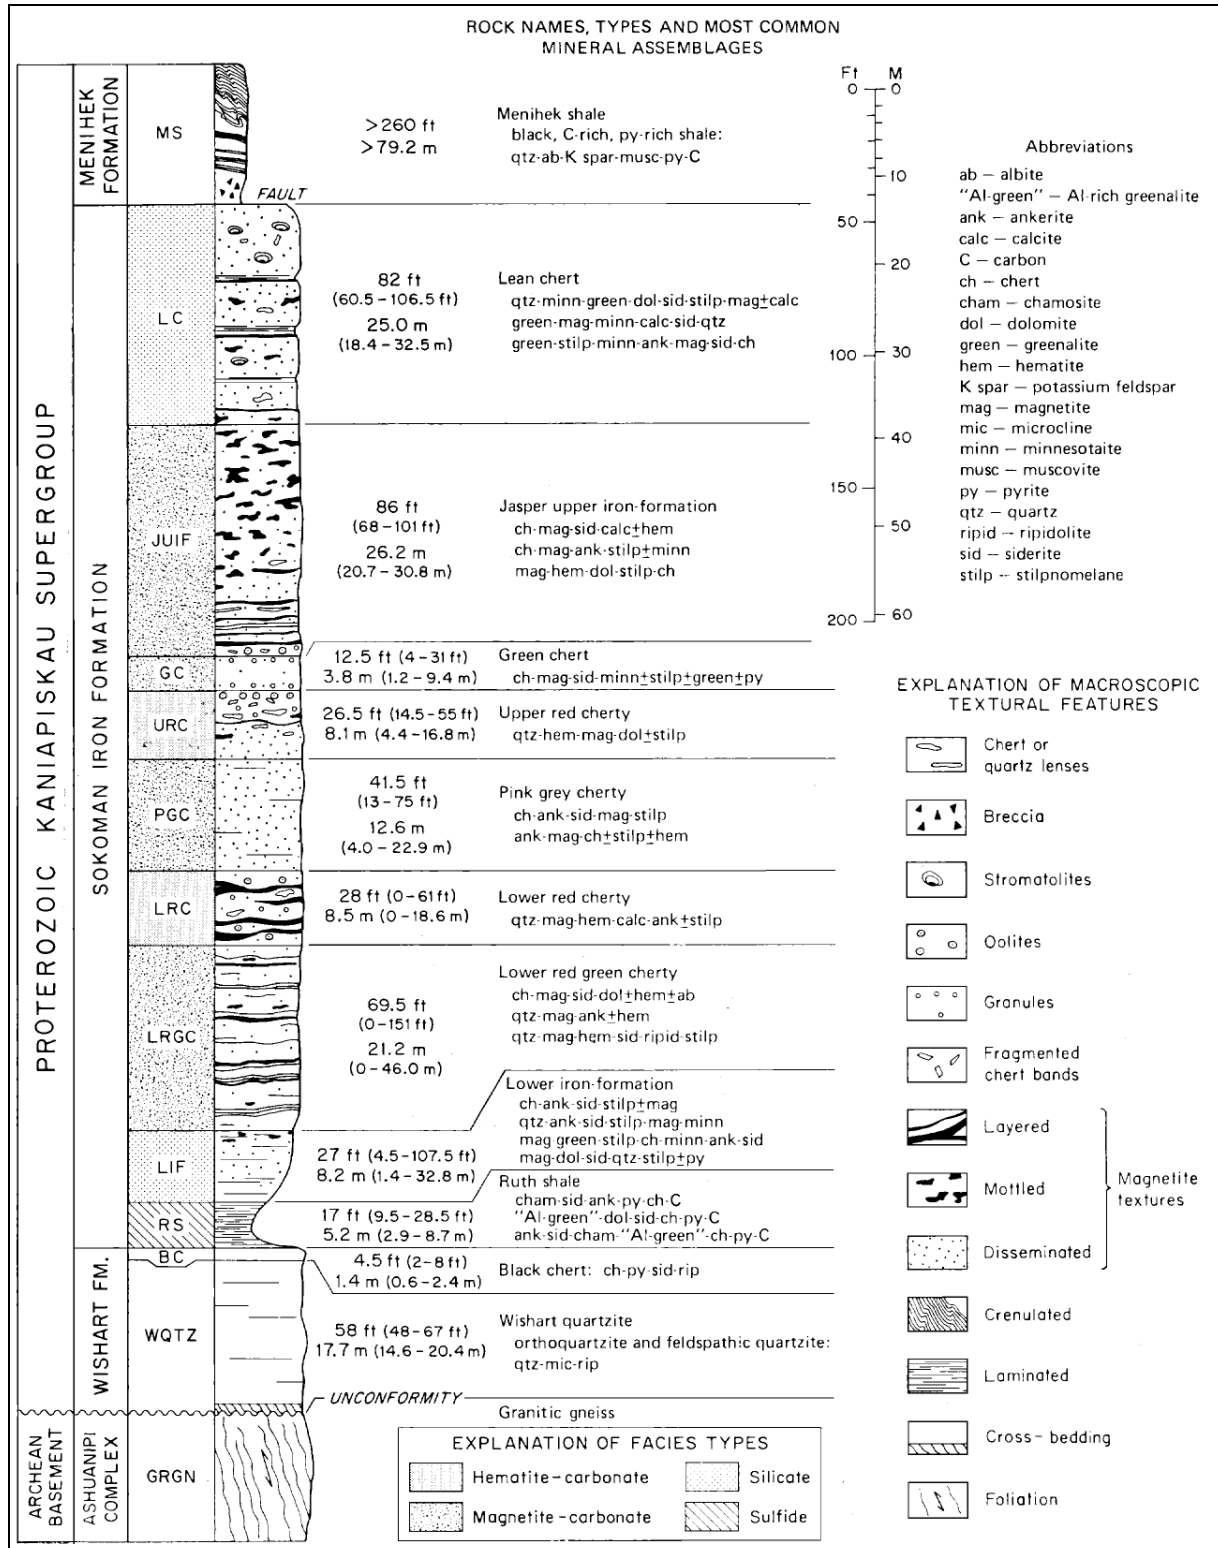 ROCK NAMES, TYPES AND MOST COMMON
MINERAL ASSEMBLAGES
PROTEROZOIC KANIAPISKAU SUPERGROUP
ARCHEAN
BASEMENT
MENIHEK
FORMATION
SOKOMAN IRON FORMATION
WISHART FM.
ASHUANIPI
COMPLEX
MS
>260 ft
>79.2 m
Menihek shale
black, C-rich, py-rich shale:
qtz-ab-K spar-musc-py-C
FAULT
LC
82 ft
(60.5-106.5 ft)
25.0 m
(18.4-32.5 m)
Lean chert
qtz-minn-green-dol-sid-stilp-mag±calc
green-mag-minn-calc-sid-qtz
green-stilp-minn-ank-mag-sid-ch
JUIF
86 ft
(68-101 ft)
26.2 m
(20.7-30.8 m)
Jasper upper iron-formation
ch-mag-sid-calc±hem
ch-mag-ank-stilp±minn
mag-hem-dol-stilp-ch
GC
12.5 ft (4-31 ft)
3.8 m (1.2-9.4 m)
Green chert
ch-mag-sid-minn±stilp±green±py
URC
26.5 ft (14.5-55 ft)
8.1 m (4.4-16.8 m)
Upper red cherty
qtz-hem-mag-dol±stilp
PGC
41.5 ft
(13-75 ft)
12.6 m
(4.0-22.9 m)
Pink grey cherty
ch-ank-sid-mag-stilp
ank-mag-ch±stilp±hem
LRC
28 ft (0-61 ft)
8.5 m (0-18.6 m)
Lower red cherty
qtz-mag-hem-calc-ank±stilp
LRGC
69.5 ft
(0-151 ft)
21.2 m
(0-46.0 m)
Lower red green cherty
ch-mag-sid-dol±hem±ab
qtz-mag-ank±hem
qtz-mag-hem-sid-ripid-stilp
LIF
27 ft (4.5-107.5 ft)
8.2 m (1.4-32.8 m)
Lower iron-formation
ch-ank-sid-stilp±mag
qtz-ank-sid-stilp-mag-minn
mag-green-stilp-ch-minn-ank-sid
mag-dol-sid-qtz-stilp±py
RS
17 ft (9.5-28.5 ft)
5.2 m (2.9-8.7 m)
Ruth shale
cham-sid-ank-py-ch-C
"Al-green"-dol-sid-ch-py-C
ank-sid-cham-"Al-green"-ch-py-C
BC
4.5 ft (2-8 ft)
1.4 m (0.6-2.4 m)
Black chert: ch-py-sid-rip
WQTZ
58 ft (48-67 ft)
17.7 m (14.6-20.4 m)
Wishart quartzite
orthoquartzite and feldspathic quartzite:
qtz-mic-rip
UNCONFORMITY
GRGN
Granitic gneiss
EXPLANATION OF FACIES TYPES
Hematite-carbonate
Silicate
Magnetite-carbonate
Sulfide
Ft M
0 0
10
50
20
100 30
40
150
50
200 60
Abbreviations
ab – albite
"Al-green" – Al-rich greenalite
ank – ankerite
calc – calcite
C – carbon
ch – chert
cham – chamosite
dol – dolomite
green – greenalite
hem – hematite
K spar – potassium feldspar
mag – magnetite
mic – microcline
minn – minnesotaite
musc – muscovite
py – pyrite
qtz – quartz
ripid – ripidolite
sid – siderite
stilp – stilpnomelane
EXPLANATION OF MACROSCOPIC
TEXTURAL FEATURES
Chert or
quartz lenses
Breccia
Stromatolites
Oolites
Granules
Fragmented
chert bands
Layered
Mottled
Disseminated
Magnetite
textures
Crenulated
Laminated
Cross-bedding
Foliation